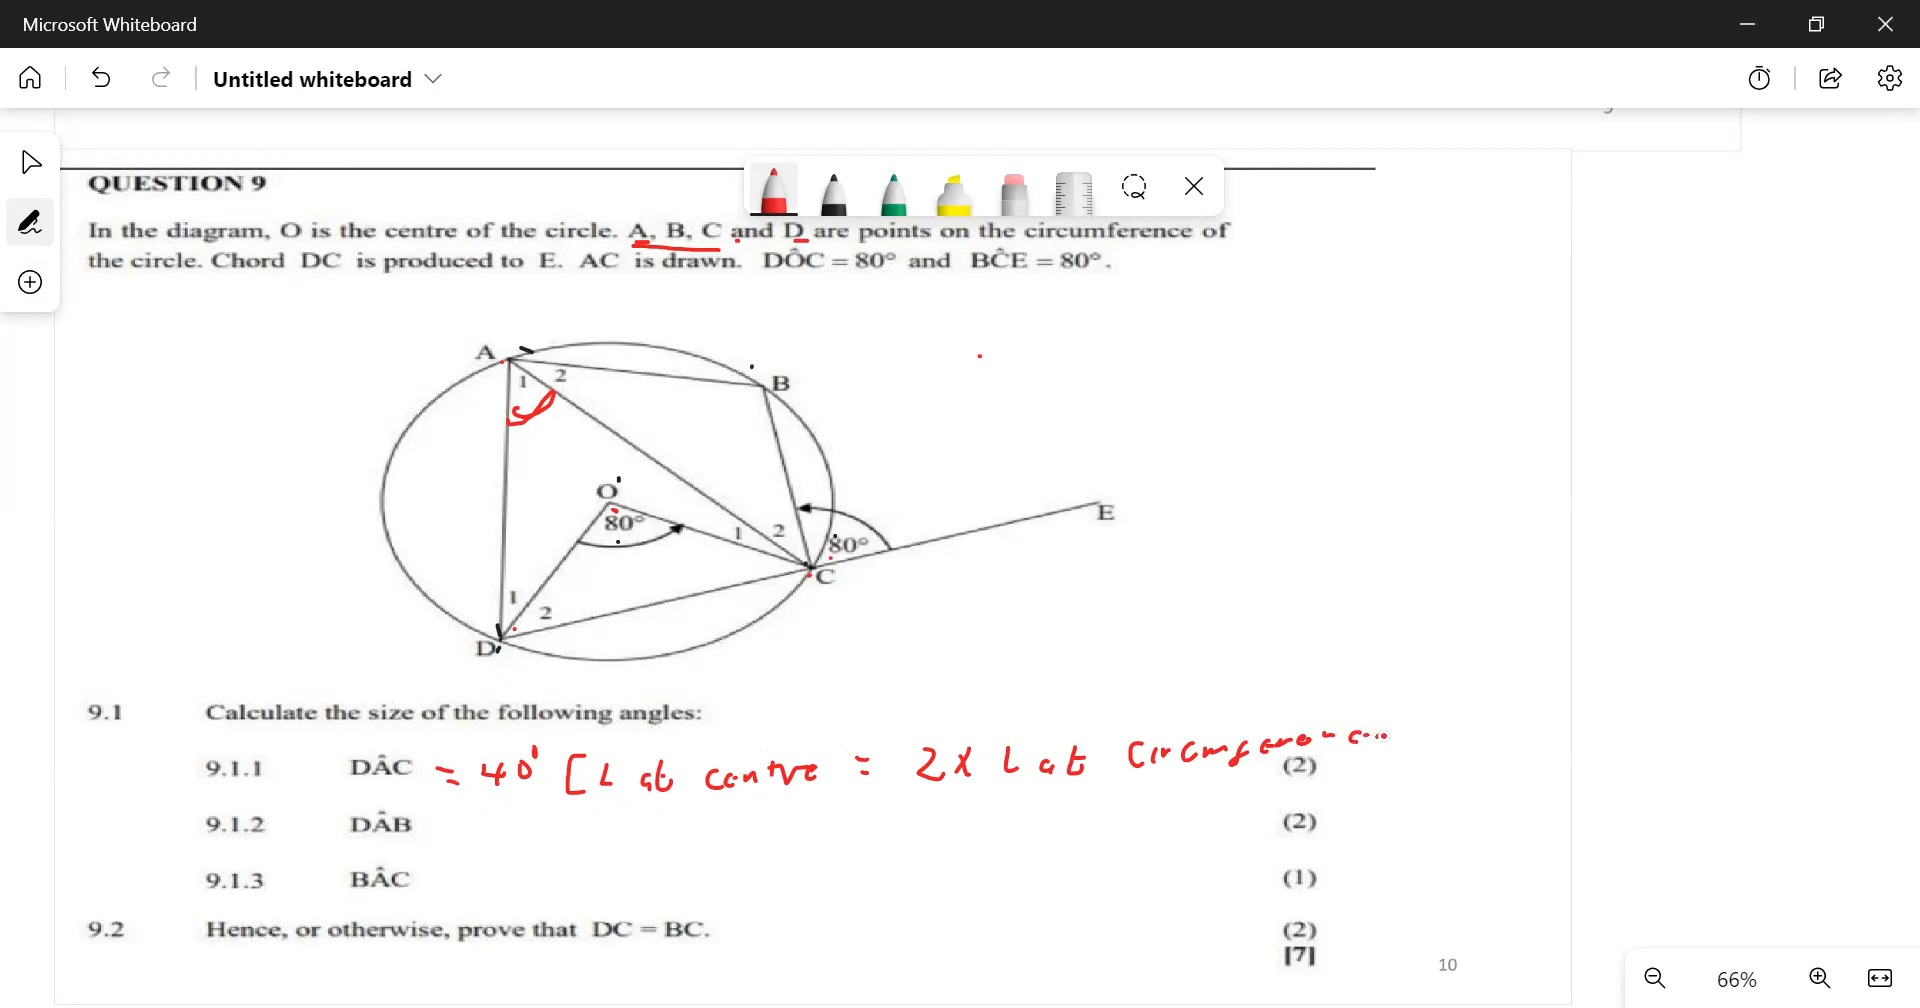 Microsoft Whiteboard
Untitled whiteboard
QUESTION 9
In the diagram, O is the centre of the circle. A, B, C and D are points on the circumference of
the circle. Chord DC is produced to E. AC is drawn. DÔC = 80° and BĈE = 80°.
A
1
2
B
O
80°
1
2
80°
E
C
1
2
D
9.1 Calculate the size of the following angles:
9.1.1 DÂC = 40° [L at centre = 2x L at circumference (2)
9.1.2 DÂB (2)
9.1.3 BÂC (1)
9.2 Hence, or otherwise, prove that DC = BC. (2)
[7]
10
66%